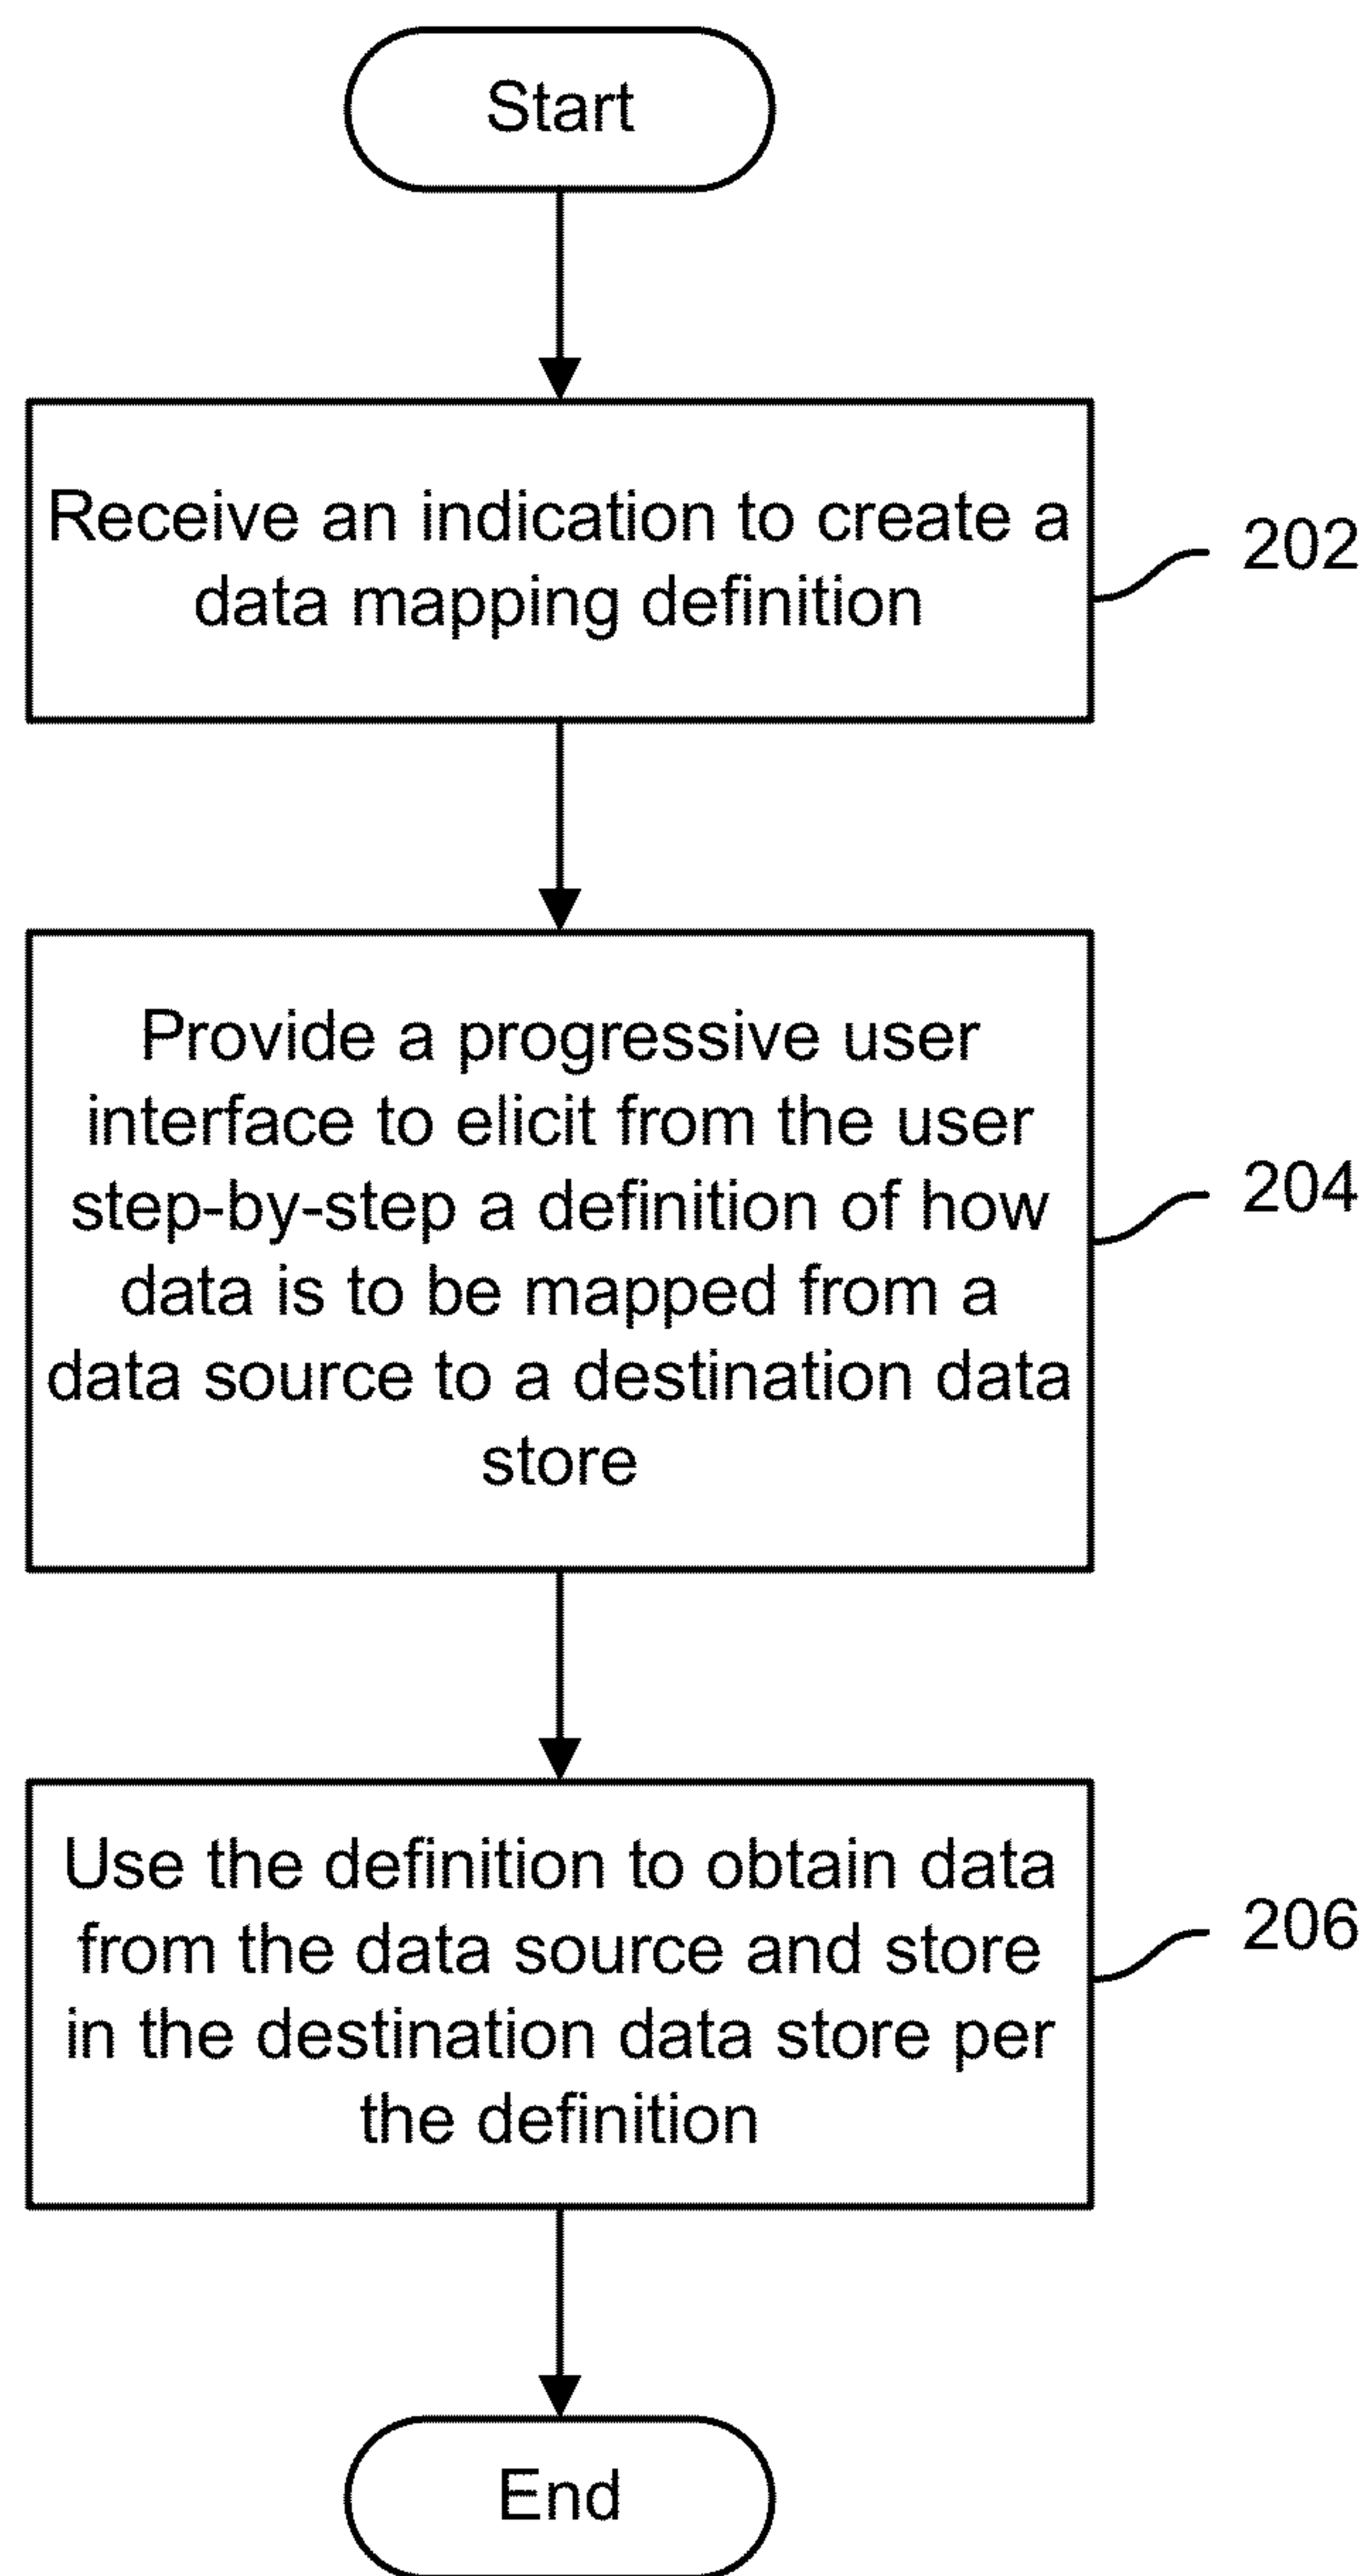 Start
Receive an indication to create a
data mapping definition
202
Provide a progressive user
interface to elicit from the user
step-by-step a definition of how
data is to be mapped from a
data source to a destination data
store
204
Use the definition to obtain data
from the data source and store
in the destination data store per
the definition
206
End